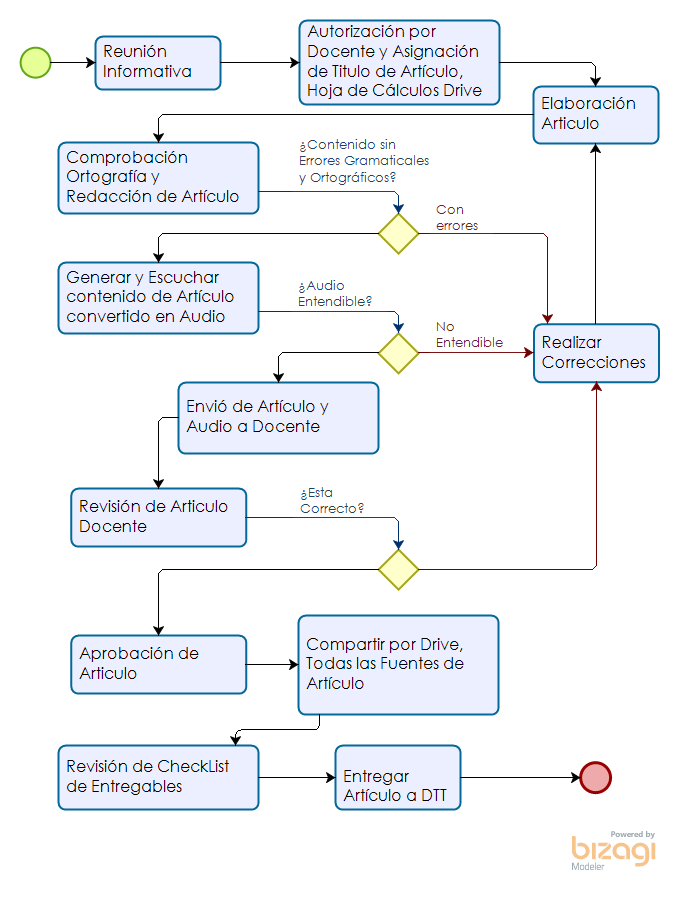 Reunión
Informativa
Autorización por
Docente y Asignación
de Titulo de Artículo,
Hoja de Cálculos Drive
Elaboración
Articulo
Comprobación
Ortografía y
Redacción de Artículo
¿Contenido sin
Errores Gramaticales
y Ortográficos?
Con
errores
Generar y Escuchar
contenido de Artículo
convertido en Audio
¿Audio
Entendible?
No
Entendible
Realizar
Correcciones
Envió de Artículo y
Audio a Docente
Revisión de Articulo
Docente
¿Esta
Correcto?
Aprobación de
Articulo
Compartir por Drive,
Todas las Fuentes de
Artículo
Revisión de CheckList
de Entregables
Entregar
Artículo a DTT
Powered by
bizagi
Modeler